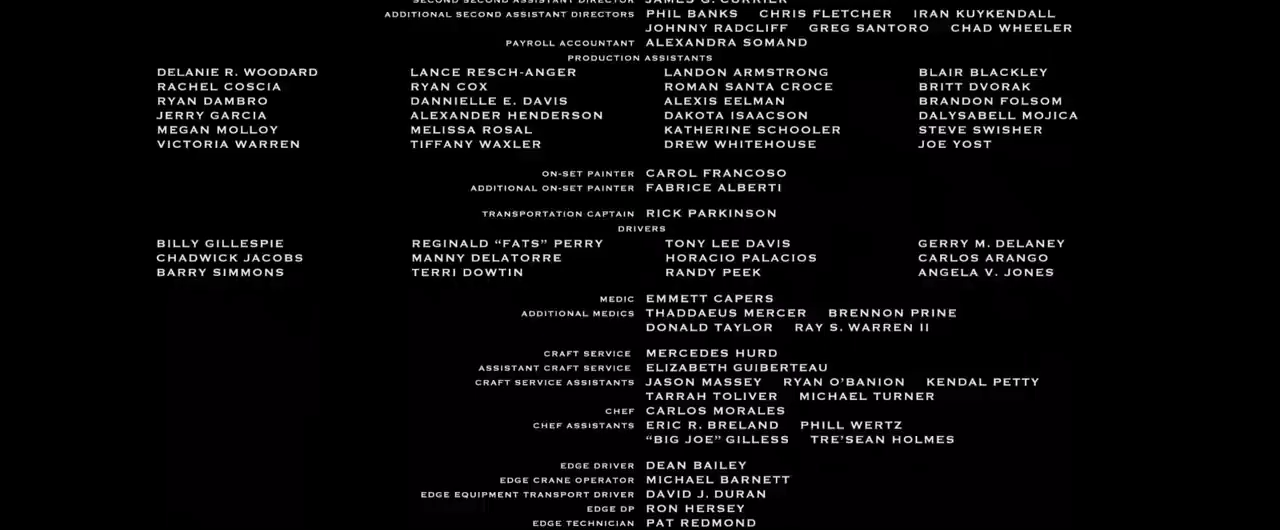 SECOND SECOND ASSISTANT DIRECTOR JAMES G. CURRIER
ADDITIONAL SECOND ASSISTANT DIRECTORS PHIL BANKS CHRIS FLETCHER IRAN KUYKENDALL
JOHNNY RADCLIFF GREG SANTORO CHAD WHEELER
PAYROLL ACCOUNTANT ALEXANDRA SOMAND
PRODUCTION ASSISTANTS
DELANIE R. WOODARD LANCE RESCH-ANGER LANDON ARMSTRONG BLAIR BLACKLEY
RACHEL COSCIA RYAN COX ROMAN SANTA CROCE BRITT DVORAK
RYAN DAMBRO DANNIELLE E. DAVIS ALEXIS EELMAN BRANDON FOLSOM
JERRY GARCIA ALEXANDER HENDERSON DAKOTA ISAACSON DALYSABELL MOJICA
MEGAN MOLLOY MELISSA ROSAL KATHERINE SCHOOLER STEVE SWISHER
VICTORIA WARREN TIFFANY WAXLER DREW WHITEHOUSE JOE YOST
ON-SET PAINTER CAROL FRANCOSO
ADDITIONAL ON-SET PAINTER FABRICE ALBERTI
TRANSPORTATION CAPTAIN RICK PARKINSON
DRIVERS
BILLY GILLESPIE REGINALD “FATS” PERRY TONY LEE DAVIS GERRY M. DELANEY
CHADWICK JACOBS MANNY DELATORRE HORACIO PALACIOS CARLOS ARANGO
BARRY SIMMONS TERRI DOWTIN RANDY PEEK ANGELA V. JONES
MEDIC EMMETT CAPERS
ADDITIONAL MEDICS THADDAEUS MERCER BRENNON PRINE
DONALD TAYLOR RAY S. WARREN II
CRAFT SERVICE MERCEDES HURD
ASSISTANT CRAFT SERVICE ELIZABETH GUIBERTEAU
CRAFT SERVICE ASSISTANTS JASON MASSEY RYAN O’BANION KENDAL PETTY
TARRAH TOLIVER MICHAEL TURNER
CHEF CARLOS MORALES
CHEF ASSISTANTS ERIC R. BRELAND PHILL WERTZ
“BIG JOE” GILLESS TRE’SEAN HOLMES
EDGE DRIVER DEAN BAILEY
EDGE CRANE OPERATOR MICHAEL BARNETT
EDGE EQUIPMENT TRANSPORT DRIVER DAVID J. DURAN
EDGE DP RON HERSEY
EDGE TECHNICIAN PAT REDMOND